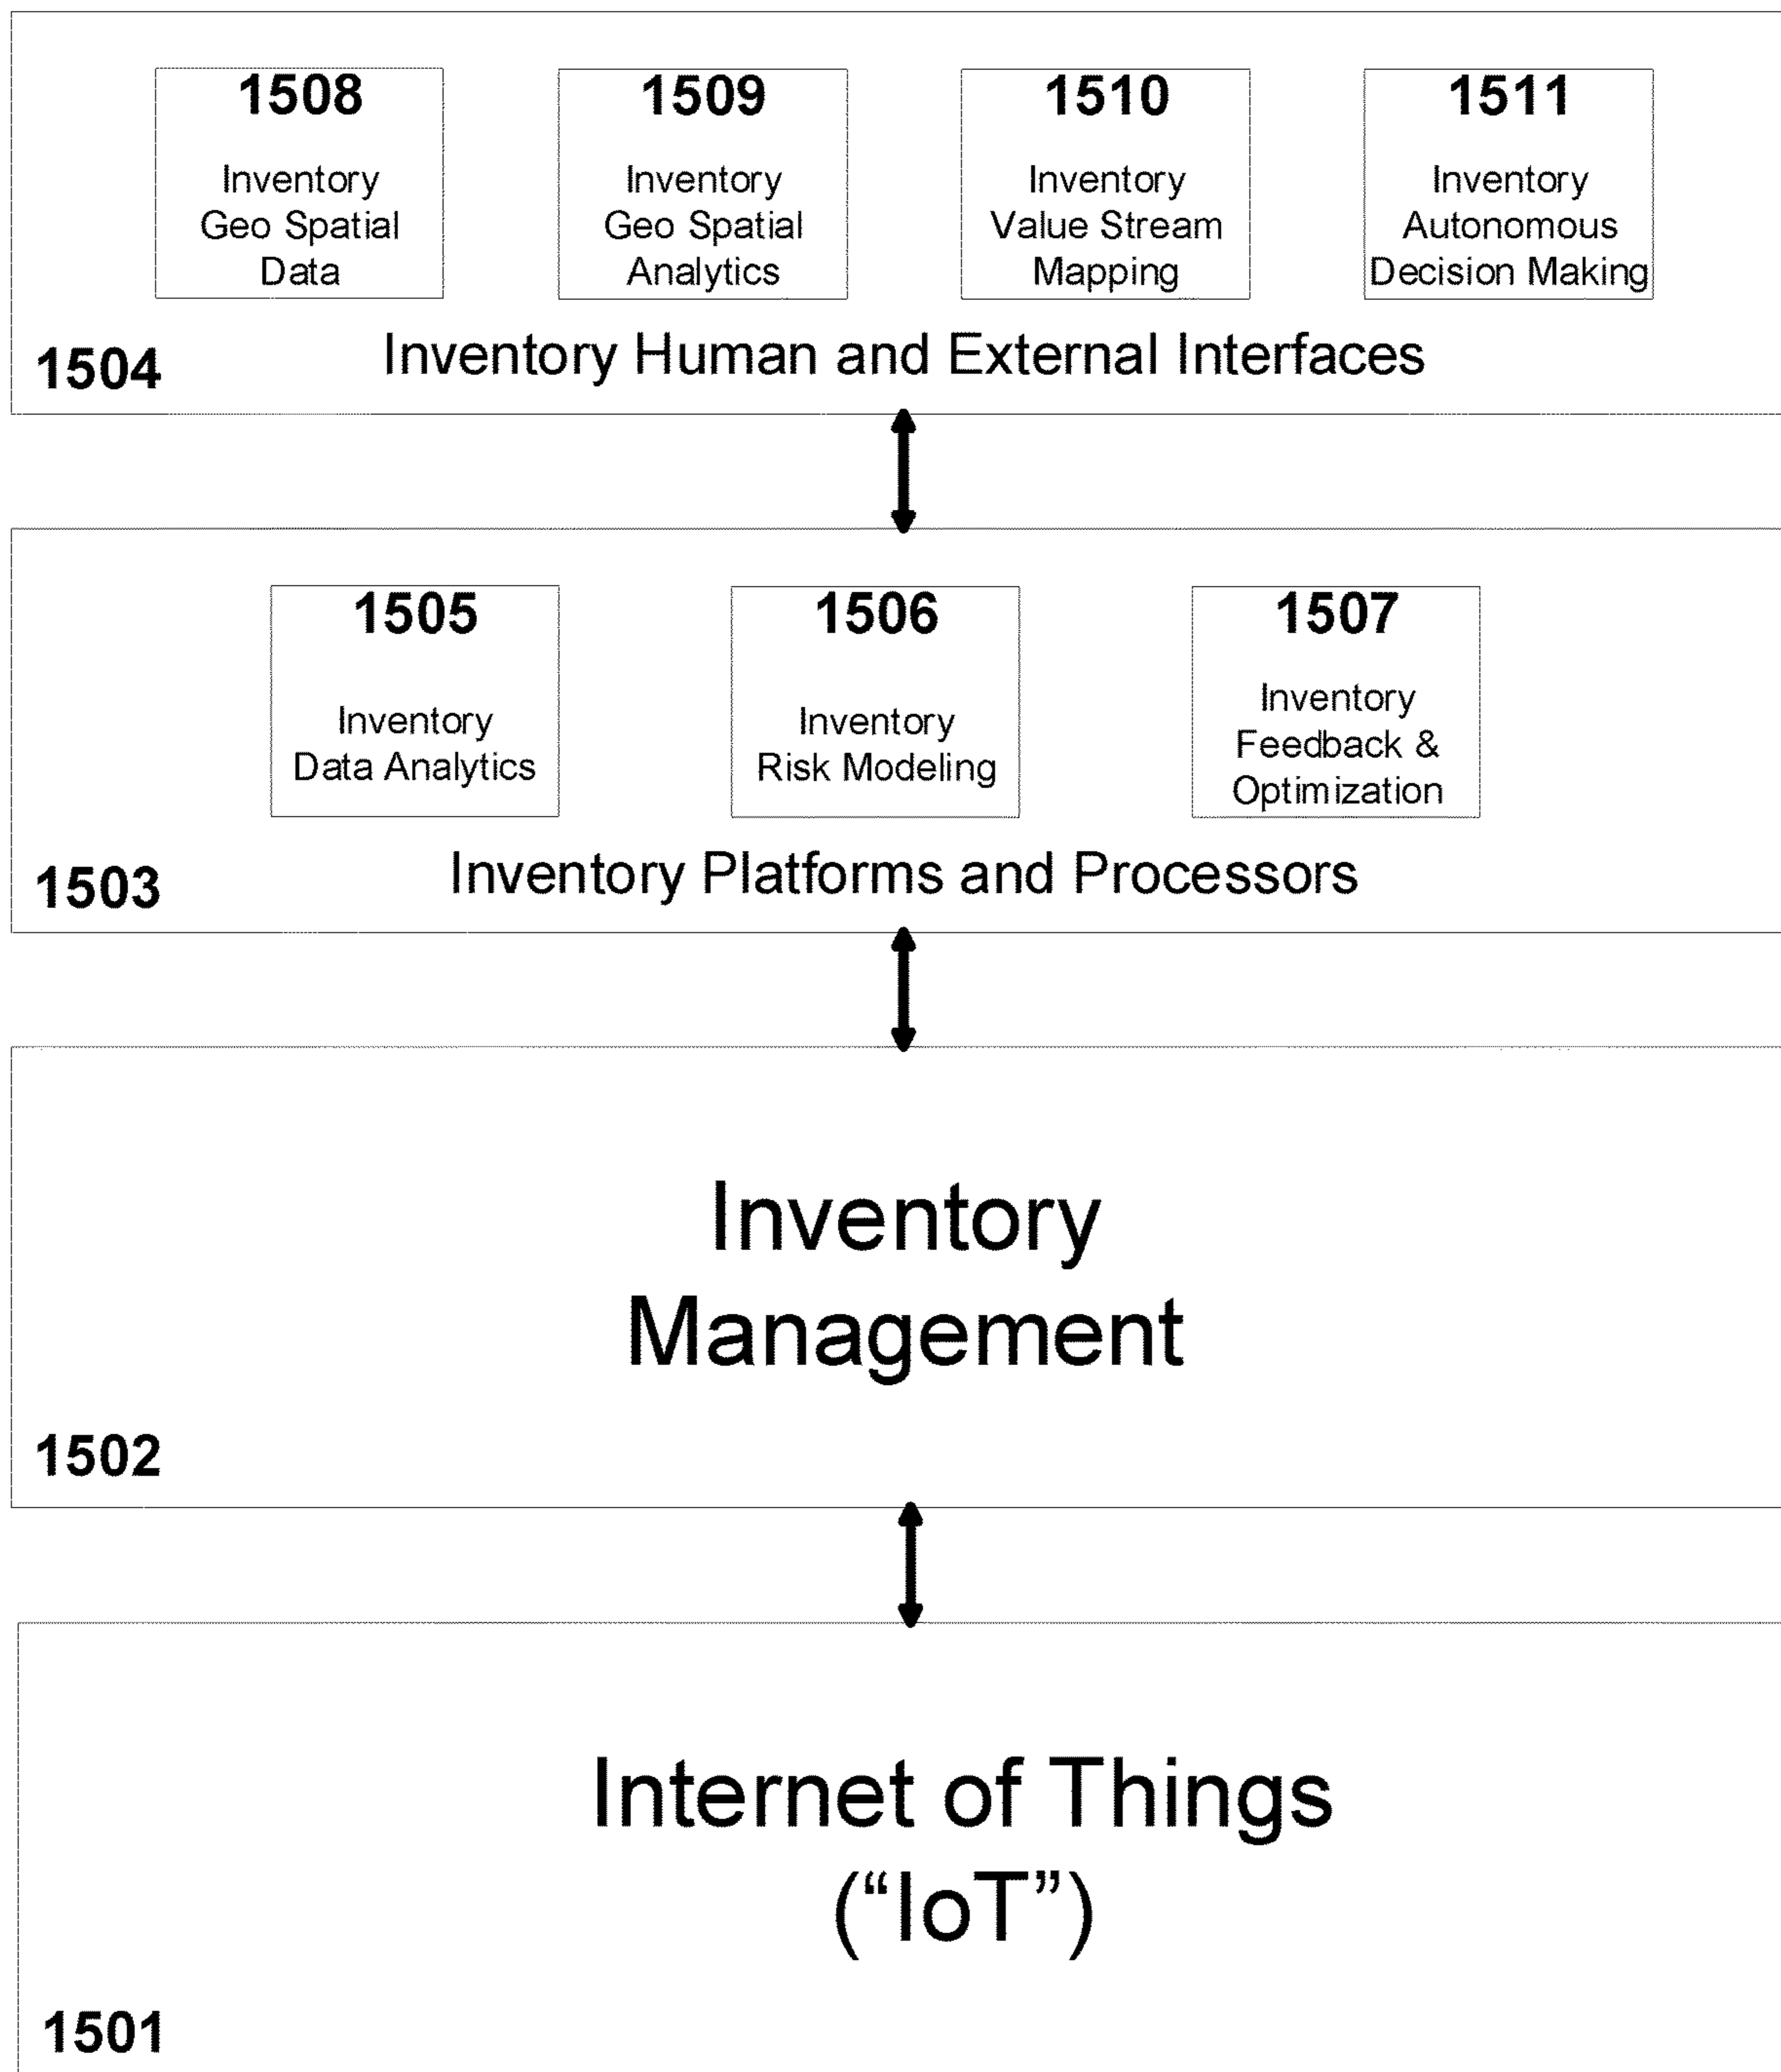 1508
Inventory
Geo Spatial
Data
1509
Inventory
Geo Spatial
Analytics
1510
Inventory
Value Stream
Mapping
1511
Inventory
Autonomous
Decision Making
1504
Inventory Human and External Interfaces
1505
Inventory
Data Analytics
1506
Inventory
Risk Modeling
1507
Inventory
Feedback &
Optimization
1503
Inventory Platforms and Processors
Inventory
Management
1502
Internet of Things
(“IoT”)
1501